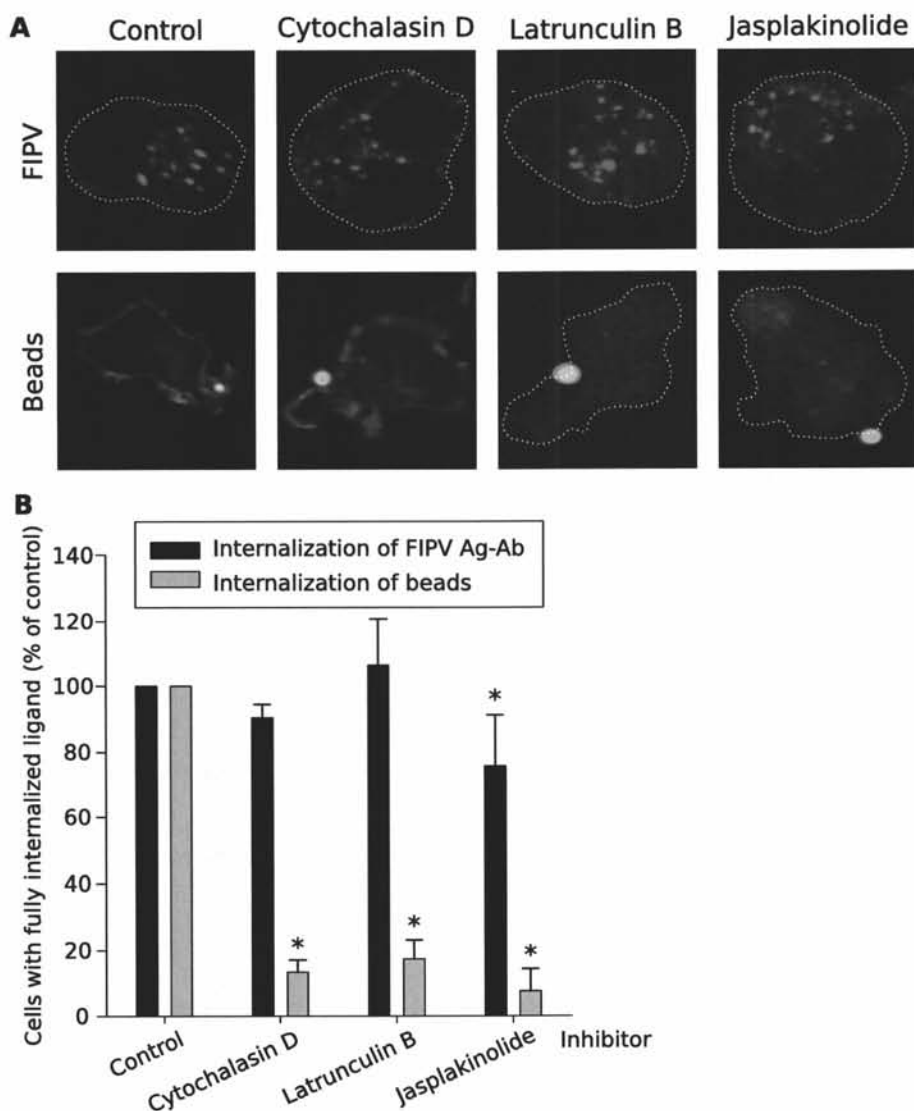 A
Control
Cytochalasin D
Latrunculin B
Jasplakinolide
FIPV
Beads
B
Cells with fully internalized ligand (% of control)
Internalization of FIPV Ag-Ab
Internalization of beads
140
120
100
80
60
40
20
0
*
*
*
*
Control
Cytochalasin D
Latrunculin B
Jasplakinolide
Inhibitor